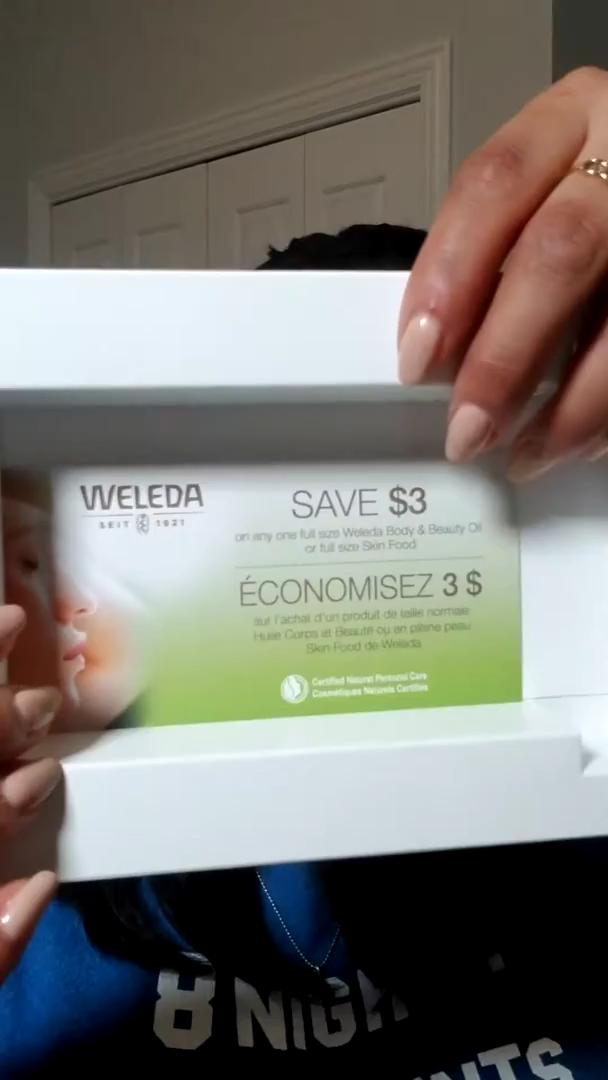 WELEDA
SEIT 1921
SAVE $3
on any one full size Weleda Body & Beauty Oil
or full size Skin Food
ÉCONOMISEZ 3 $
sur l'achat d'un produit de taille normale
Huile Corps et Beauté ou en pleine peau
Skin Food de Weleda
Certified Natural Personal Care
Cosmétiques Naturels Certifiés
8